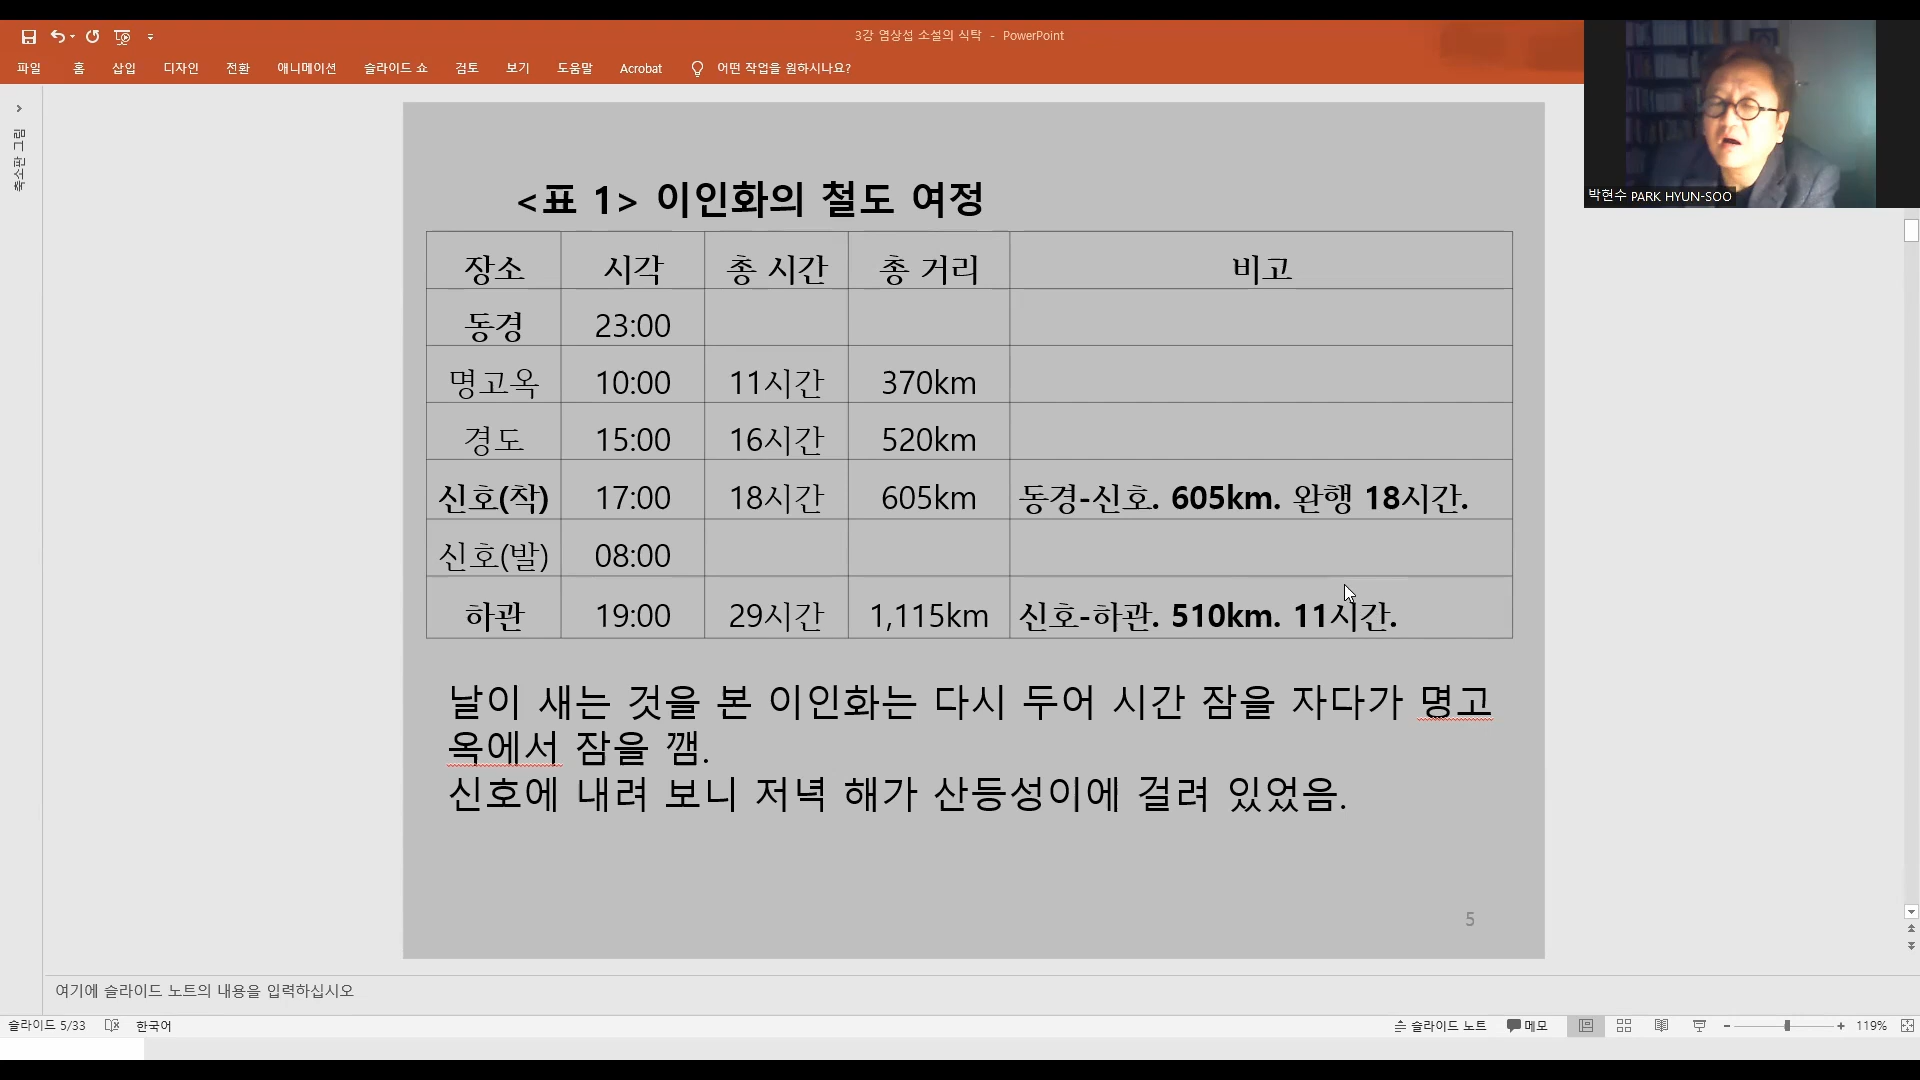 3강 염상섭 소설의 식탁 - PowerPoint
파일 홈 삽입 디자인 전환 애니메이션 슬라이드 쇼 검토 보기 도움말 Acrobat 어떤 작업을 원하시나요?
박현수 PARK HYUN-SOO
축소판 그림
<표 1> 이인화의 철도 여정
장소 시각 총 시간 총 거리 비고
동경 23:00
명고옥 10:00 11시간 370km
경도 15:00 16시간 520km
신호(착) 17:00 18시간 605km 동경-신호. 605km. 완행 18시간.
신호(발) 08:00
하관 19:00 29시간 1,115km 신호-하관. 510km. 11시간.
날이 새는 것을 본 이인화는 다시 두어 시간 잠을 자다가 명고
옥에서 잠을 깸.
신호에 내려 보니 저녁 해가 산등성이에 걸려 있었음.
5
여기에 슬라이드 노트의 내용을 입력하십시오
슬라이드 5/33 한국어 슬라이드 노트 메모 119%